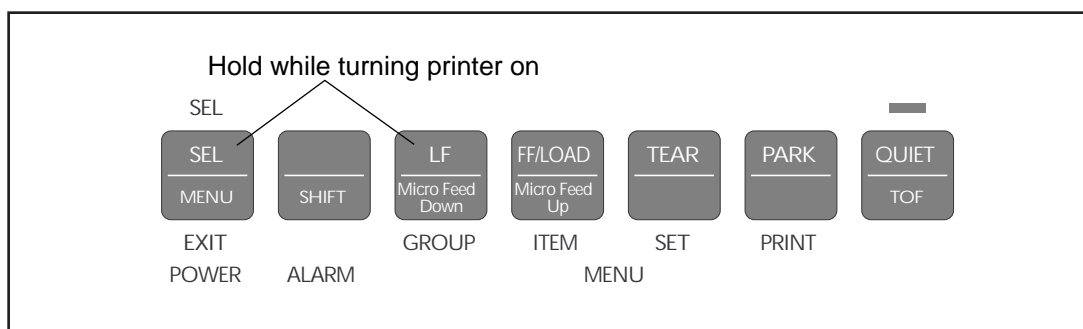 Hold while turning printer on
SEL
SEL LF FF/LOAD TEAR PARK QUIET
MENU SHIFT Micro Feed Down Micro Feed Up TOF
EXIT GROUP ITEM SET PRINT
POWER ALARM MENU